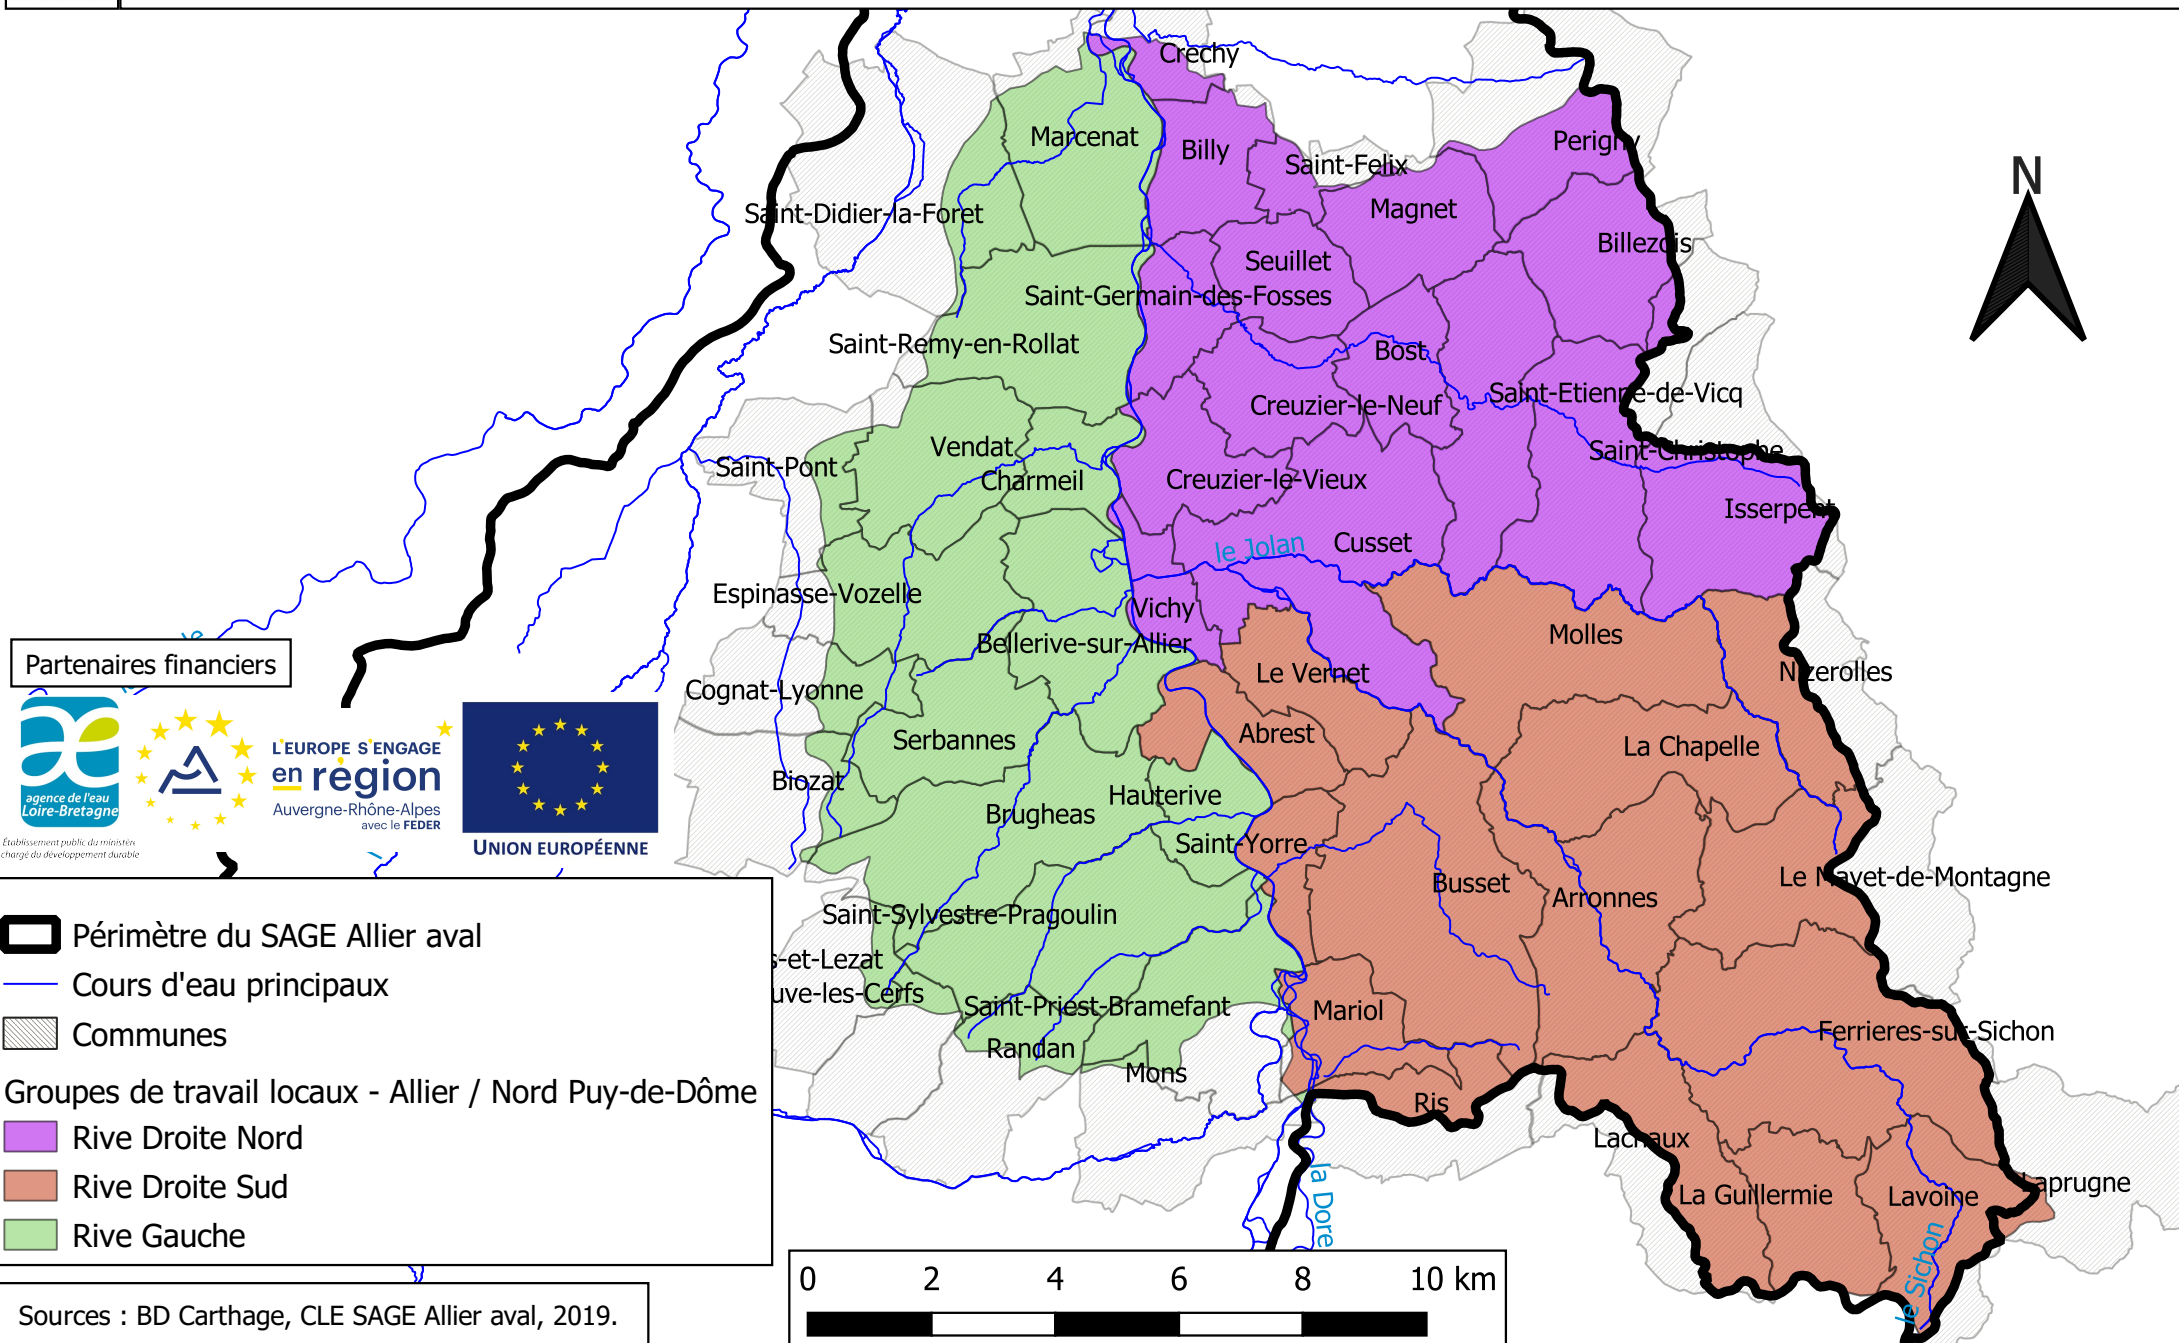 Crechy
Marcenat
Billy
Perigny
Saint-Felix
N
Saint-Didier-la-Foret
Magnet
Billezois
Seuillet
Saint-Germain-des-Fosses
Saint-Remy-en-Rollat
Bost
Saint-Etienne-de-Vicq
Creuzier-le-Neuf
Vendat
Saint-Christophe
Saint-Pont
Charmeil
Creuzier-le-Vieux
Isserpent
le Jolan
Cusset
Espinasse-Vozelle
Vichy
Molles
Bellerive-sur-Allier
Partenaires financiers
Le Vernet
Nizerolles
Cognat-Lyonne
Abrest
Serbannes
La Chapelle
Biozat
Hauterive
Brugheas
Saint-Yorre
L'EUROPE S'ENGAGE
en région
Auvergne-Rhône-Alpes
avec le FEDER
agence de l'eau
Loire-Bretagne
Établissement public du ministère
chargé du développement durable
UNION EUROPÉENNE
Busset
Le Mayet-de-Montagne
Arronnes
Saint-Sylvestre-Pragoulin
s-et-Lezat
uve-les-Cerfs
Saint-Priest-Bramefant
Mariol
Ferrieres-sur-Sichon
Randan
Mons
Ris
Lachaux
la Dore
La Guillermie
Lavoine
Laprugne
le Sichon
Périmètre du SAGE Allier aval
Cours d'eau principaux
Communes
Groupes de travail locaux - Allier / Nord Puy-de-Dôme
Rive Droite Nord
Rive Droite Sud
Rive Gauche
0 2 4 6 8 10 km
Sources : BD Carthage, CLE SAGE Allier aval, 2019.